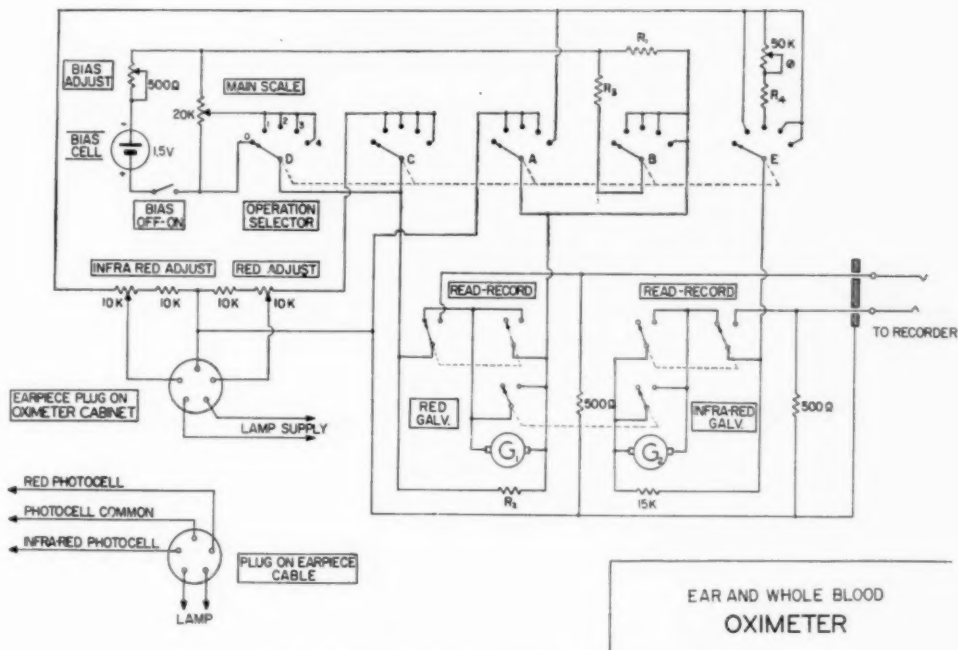 R₁
50 K
Ø
BIAS ADJUST
500Ω
MAIN SCALE
R₃
R₄
20K
0
1
2
3
4
BIAS CELL
-
1.5V
+
D
C
A
B
E
BIAS OFF-ON
OPERATION SELECTOR
INFRA RED ADJUST
RED ADJUST
10K
10K
10K
10K
READ-RECORD
READ-RECORD
TO RECORDER
EARPIECE PLUG ON OXIMETER CABINET
LAMP SUPPLY
RED GALV.
500Ω
INFRA-RED GALV.
500Ω
G₁
G₂
R₂
15K
RED PHOTOCELL
PHOTOCELL COMMON
INFRA-RED PHOTOCELL
PLUG ON EARPIECE CABLE
LAMP
EAR AND WHOLE BLOOD
OXIMETER